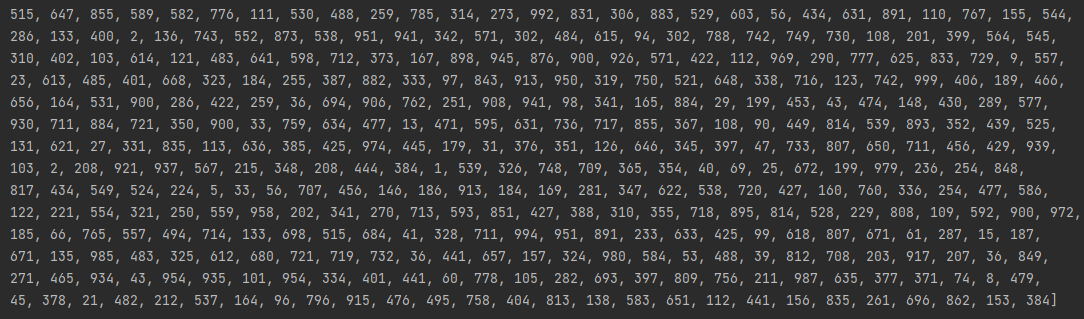 515, 647, 855, 589, 582, 776, 111, 530, 488, 259, 785, 314, 273, 992, 831, 306, 883, 529, 603, 56, 434, 631, 891, 110, 767, 155, 544,
286, 133, 400, 2, 136, 743, 552, 873, 538, 951, 941, 342, 571, 302, 484, 615, 94, 302, 788, 742, 749, 730, 108, 201, 399, 564, 545,
310, 402, 103, 614, 121, 483, 641, 598, 712, 373, 167, 898, 945, 876, 900, 926, 571, 422, 112, 969, 290, 777, 625, 833, 729, 9, 557,
23, 613, 485, 401, 668, 323, 184, 255, 387, 882, 333, 97, 843, 913, 950, 319, 750, 521, 648, 338, 716, 123, 742, 999, 406, 189, 466,
656, 164, 531, 900, 286, 422, 259, 36, 694, 906, 762, 251, 908, 941, 98, 341, 165, 884, 29, 199, 453, 43, 474, 148, 430, 289, 577,
930, 711, 884, 721, 350, 900, 33, 759, 634, 477, 13, 471, 595, 631, 736, 717, 855, 367, 108, 90, 449, 814, 539, 893, 352, 439, 525,
131, 621, 27, 331, 835, 113, 636, 385, 425, 974, 445, 179, 31, 376, 351, 126, 646, 345, 397, 47, 733, 807, 650, 711, 456, 429, 939,
103, 2, 208, 921, 937, 567, 215, 348, 208, 444, 384, 1, 539, 326, 748, 709, 365, 354, 40, 69, 25, 672, 199, 979, 236, 254, 848,
817, 434, 549, 524, 224, 5, 33, 56, 707, 456, 146, 186, 913, 184, 169, 281, 347, 622, 538, 720, 427, 160, 760, 336, 254, 477, 586,
122, 221, 554, 321, 250, 559, 958, 202, 341, 270, 713, 593, 851, 427, 388, 310, 355, 718, 895, 814, 528, 229, 808, 109, 592, 900, 972,
185, 66, 765, 557, 494, 714, 133, 698, 515, 684, 41, 328, 711, 994, 951, 891, 233, 633, 425, 99, 618, 807, 671, 61, 287, 15, 187,
671, 135, 985, 483, 325, 612, 680, 721, 719, 732, 36, 441, 657, 157, 324, 980, 584, 53, 488, 39, 812, 708, 203, 917, 207, 36, 849,
271, 465, 934, 43, 954, 935, 101, 954, 334, 401, 441, 60, 778, 105, 282, 693, 397, 809, 756, 211, 987, 635, 377, 371, 74, 8, 479,
45, 378, 21, 482, 212, 537, 164, 96, 796, 915, 476, 495, 758, 404, 813, 138, 583, 651, 112, 441, 156, 835, 261, 696, 862, 153, 384]